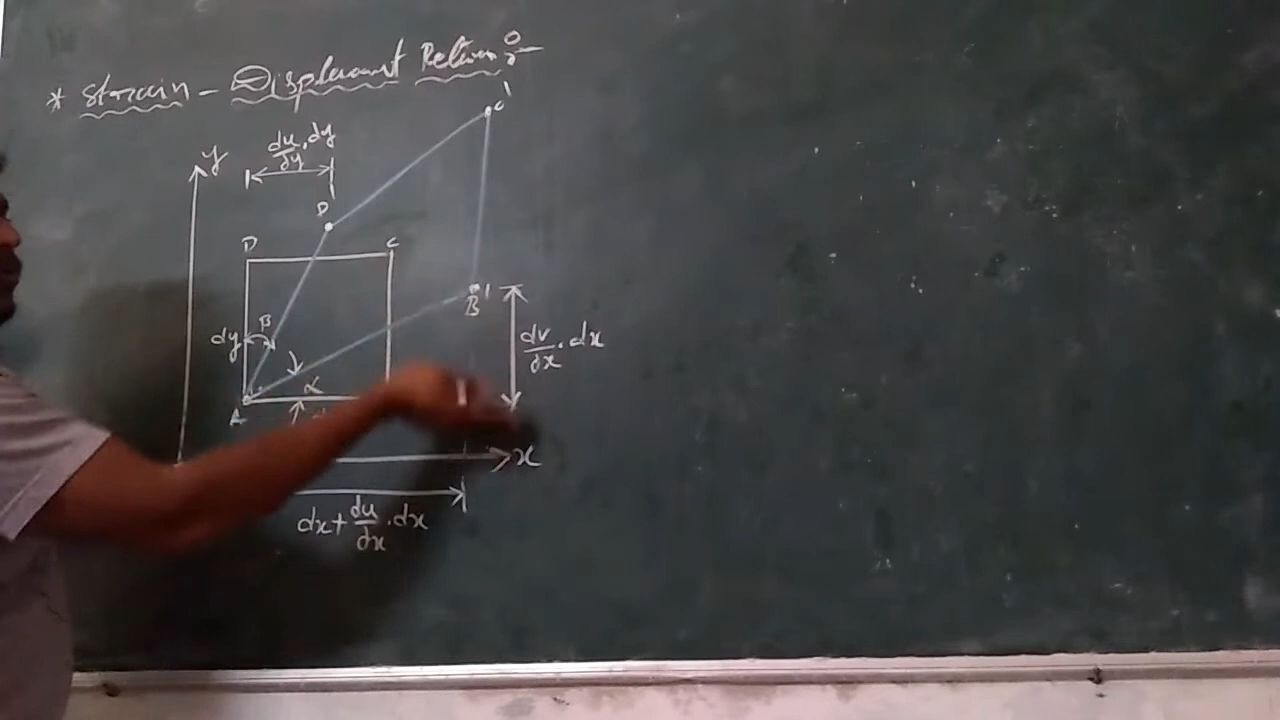 * Strain - Displacement Relation :-
y
du/dy . dy
C'
D'
D
C
B'
dy
β
dv/dx . dx
α
A
x
dx + du/dx . dx